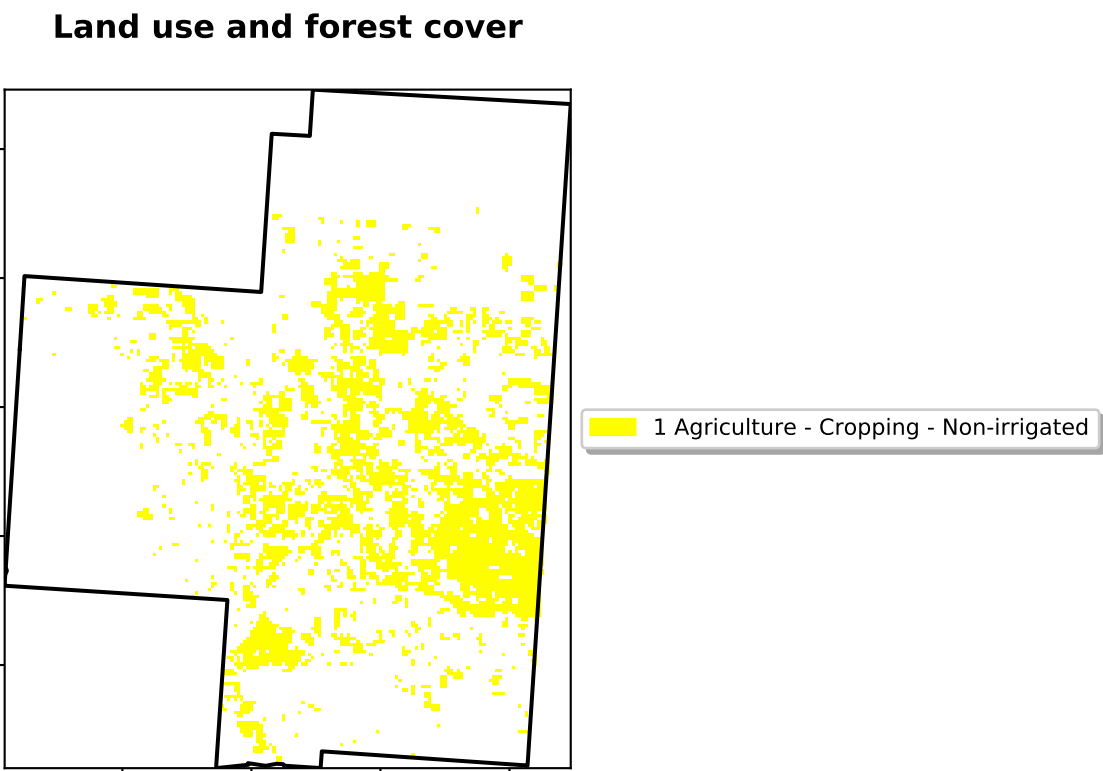 Land use and forest cover
1 Agriculture - Cropping - Non-irrigated